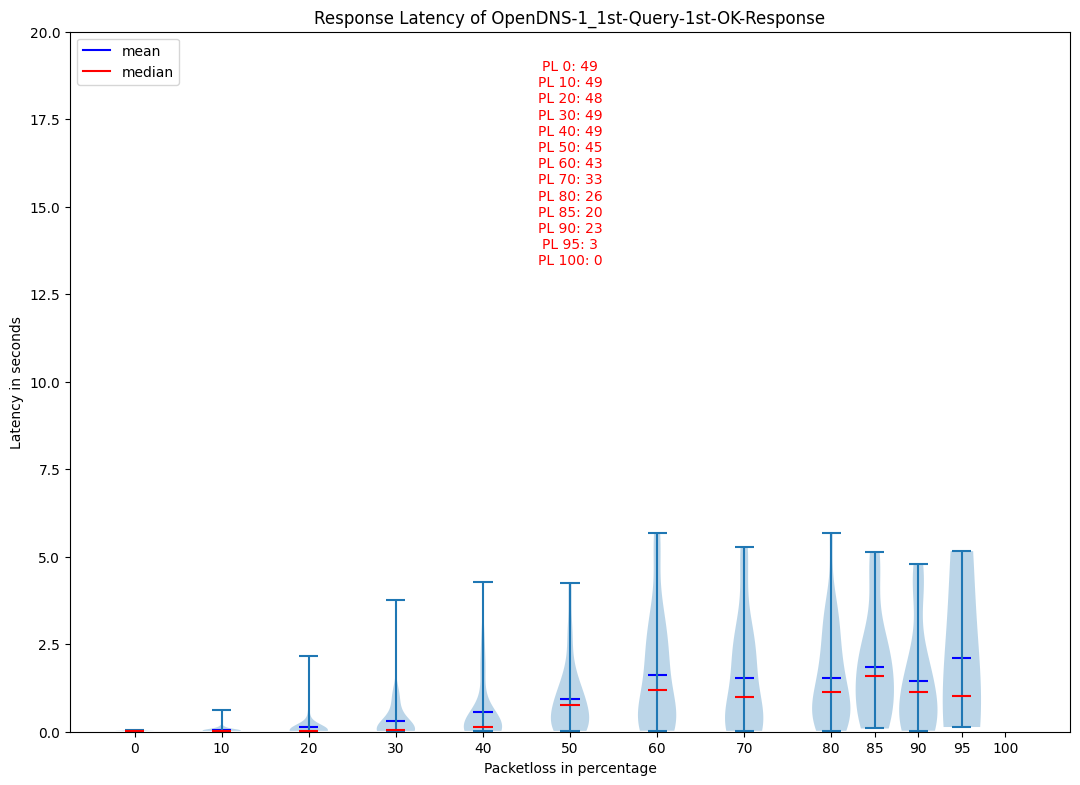 Response Latency of OpenDNS-1_1st-Query-1st-OK-Response
mean
median
PL 0: 49
PL 10: 49
PL 20: 48
PL 30: 49
PL 40: 49
PL 50: 45
PL 60: 43
PL 70: 33
PL 80: 26
PL 85: 20
PL 90: 23
PL 95: 3
PL 100: 0
Latency in seconds
20.0
17.5
15.0
12.5
10.0
7.5
5.0
2.5
0.0
0 10 20 30 40 50 60 70 80 85 90 95 100
Packetloss in percentage